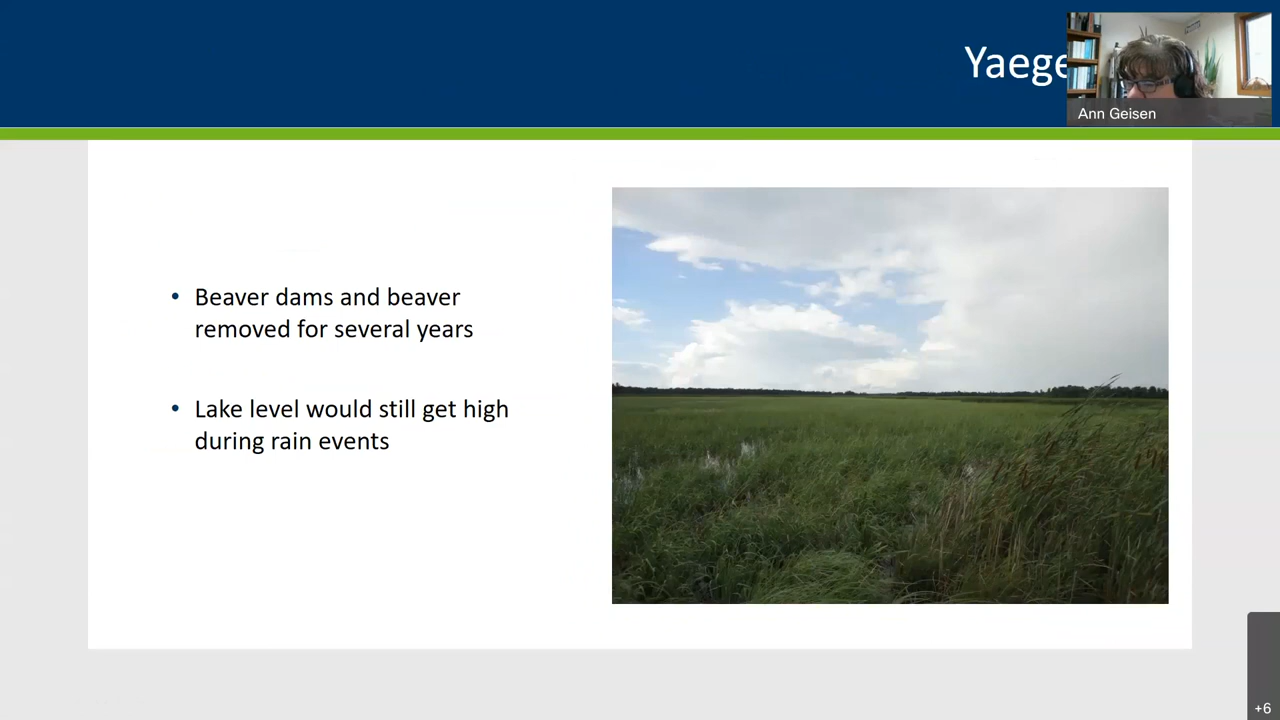 Yaege
Ann Geisen
• Beaver dams and beaver
removed for several years
• Lake level would still get high
during rain events
+6